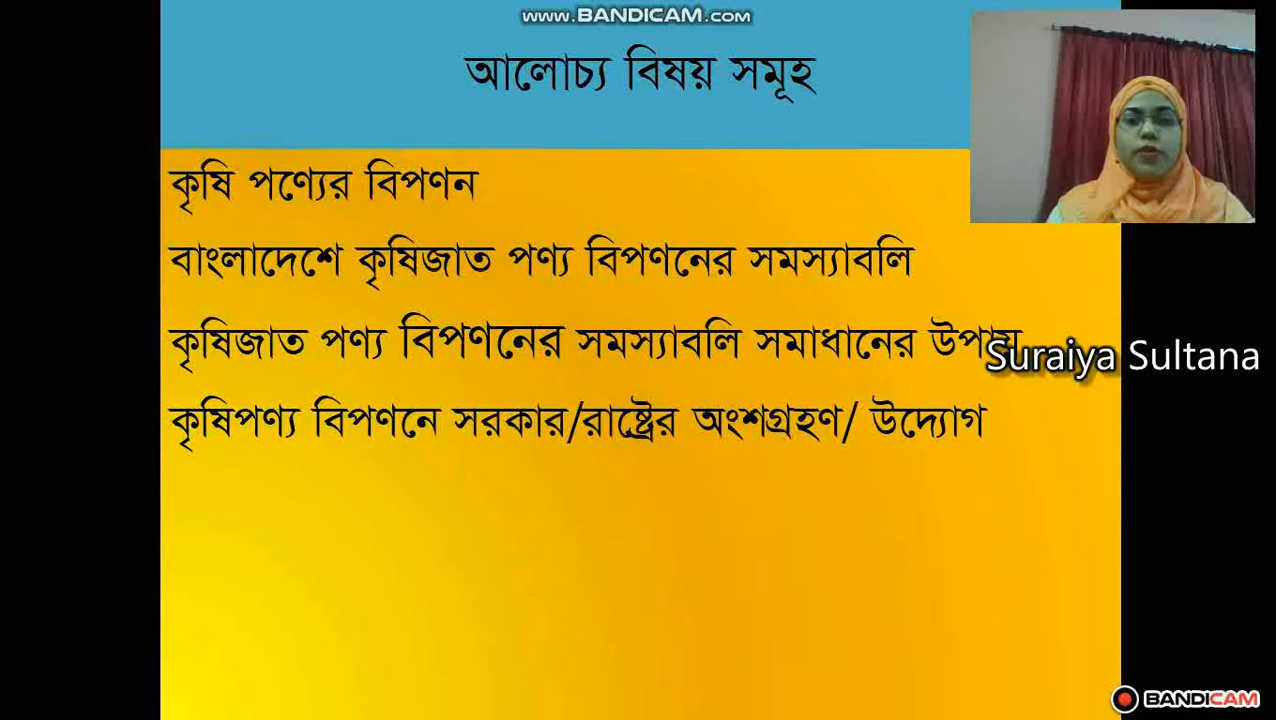 www.BANDICAM.com
আলোচ্য বিষয় সমূহ
কৃষি পণ্যের বিপণন
বাংলাদেশে কৃষিজাত পণ্য বিপণনের সমস্যাবলি
কৃষিজাত পণ্য বিপণনের সমস্যাবলি সমাধানের উপায়
Suraiya Sultana
কৃষিপণ্য বিপণনে সরকার/রাষ্ট্রের অংশগ্রহণ/ উদ্যোগ
BANDICAM